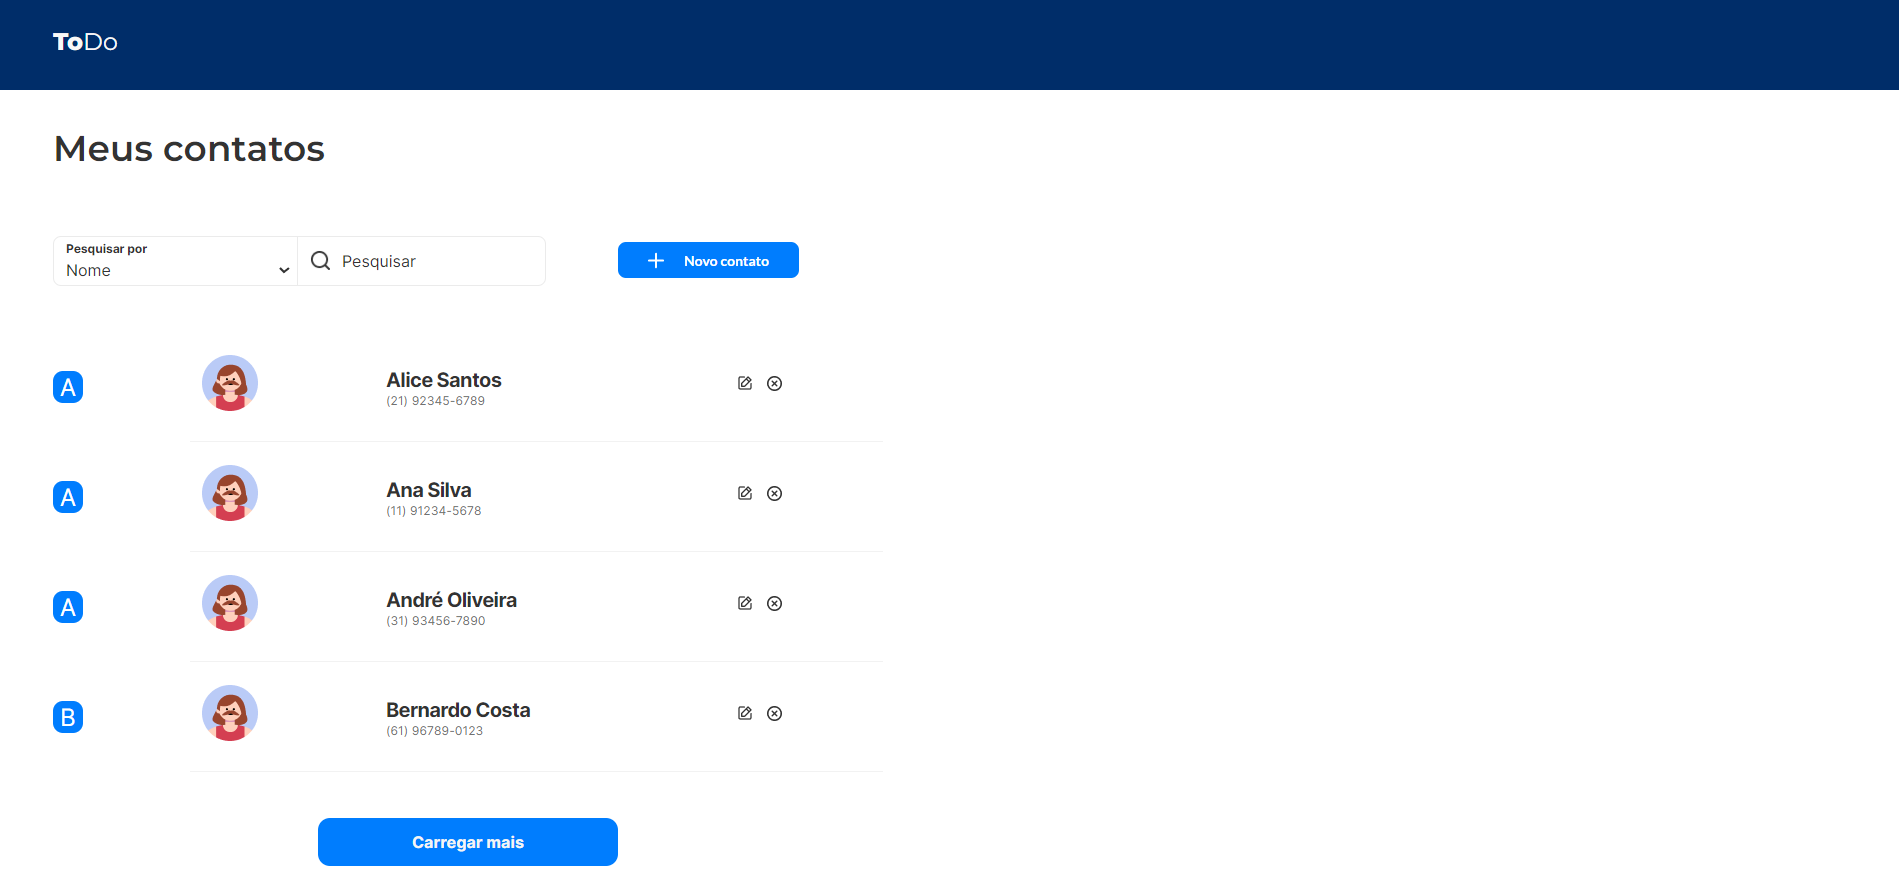 ToDo
Meus contatos
Pesquisar por
Nome
Pesquisar
Novo contato
A
Alice Santos
(21) 92345-6789
A
Ana Silva
(11) 91234-5678
A
André Oliveira
(31) 93456-7890
B
Bernardo Costa
(61) 96789-0123
Carregar mais